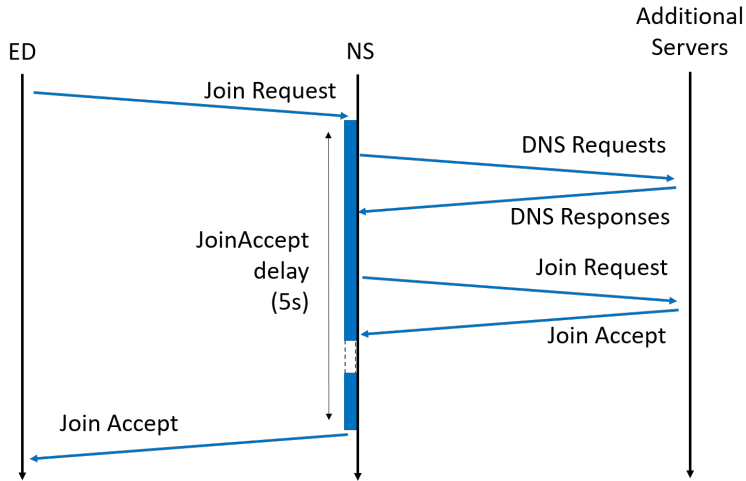 Additional
Servers
ED
NS
Join Request
DNS Requests
DNS Responses
JoinAccept
delay
(5s)
Join Request
Join Accept
Join Accept